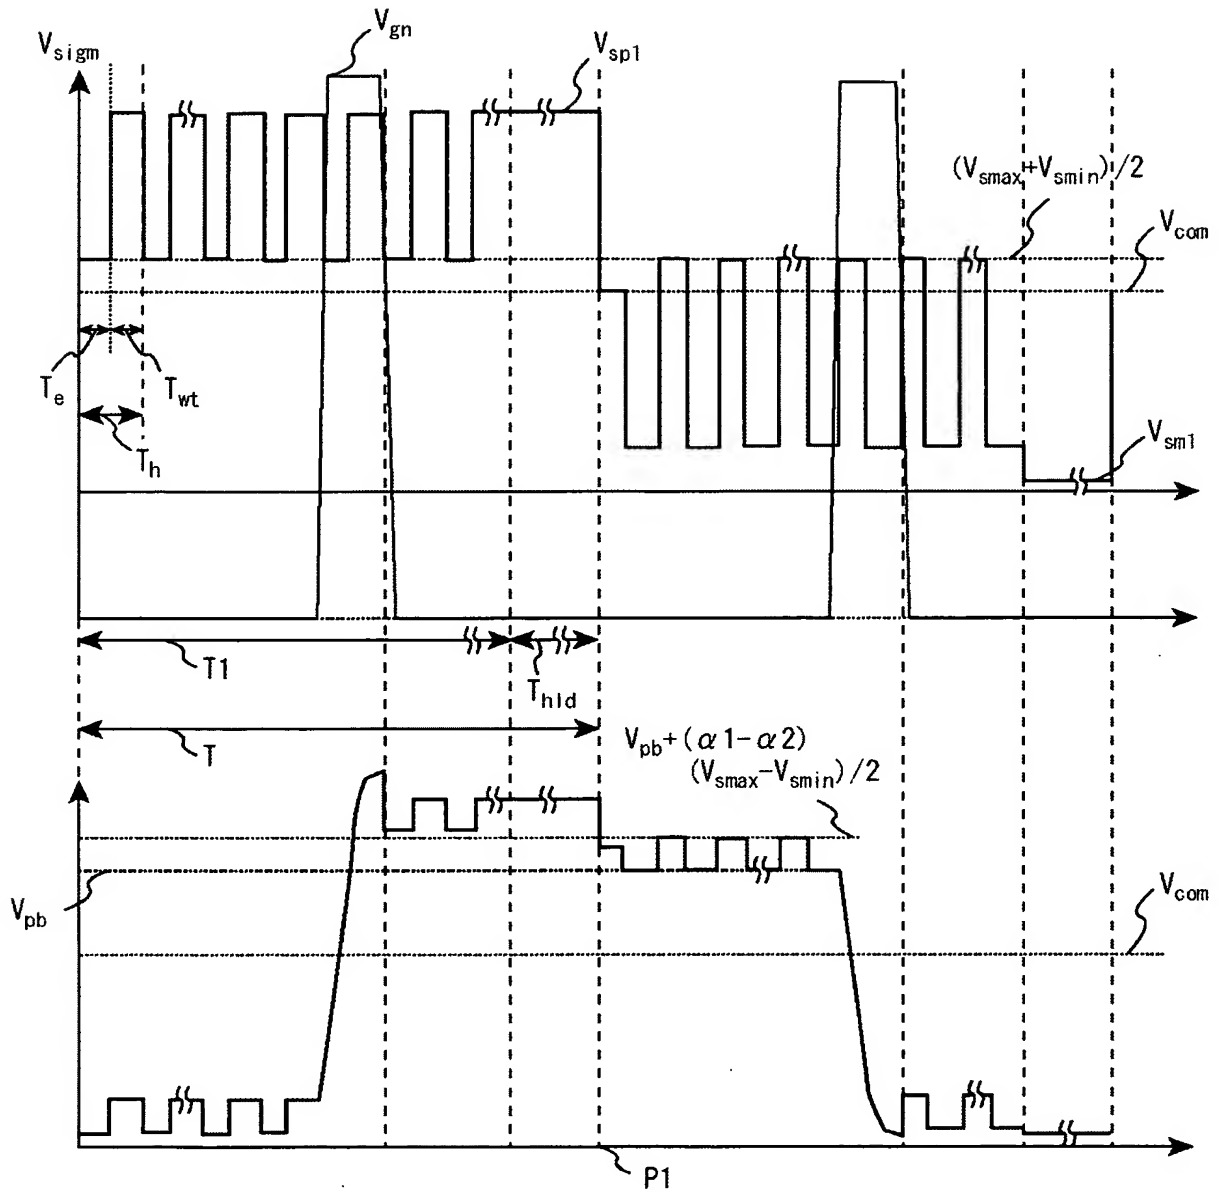 V_sigm
V_gn
V_sp1
(V_smax+V_smin)/2
V_com
T_e
T_wt
T_h
V_sm1
T1
T_hld
T
V_pb+(α1-α2)
(V_smax-V_smin)/2
V_pb
V_com
P1